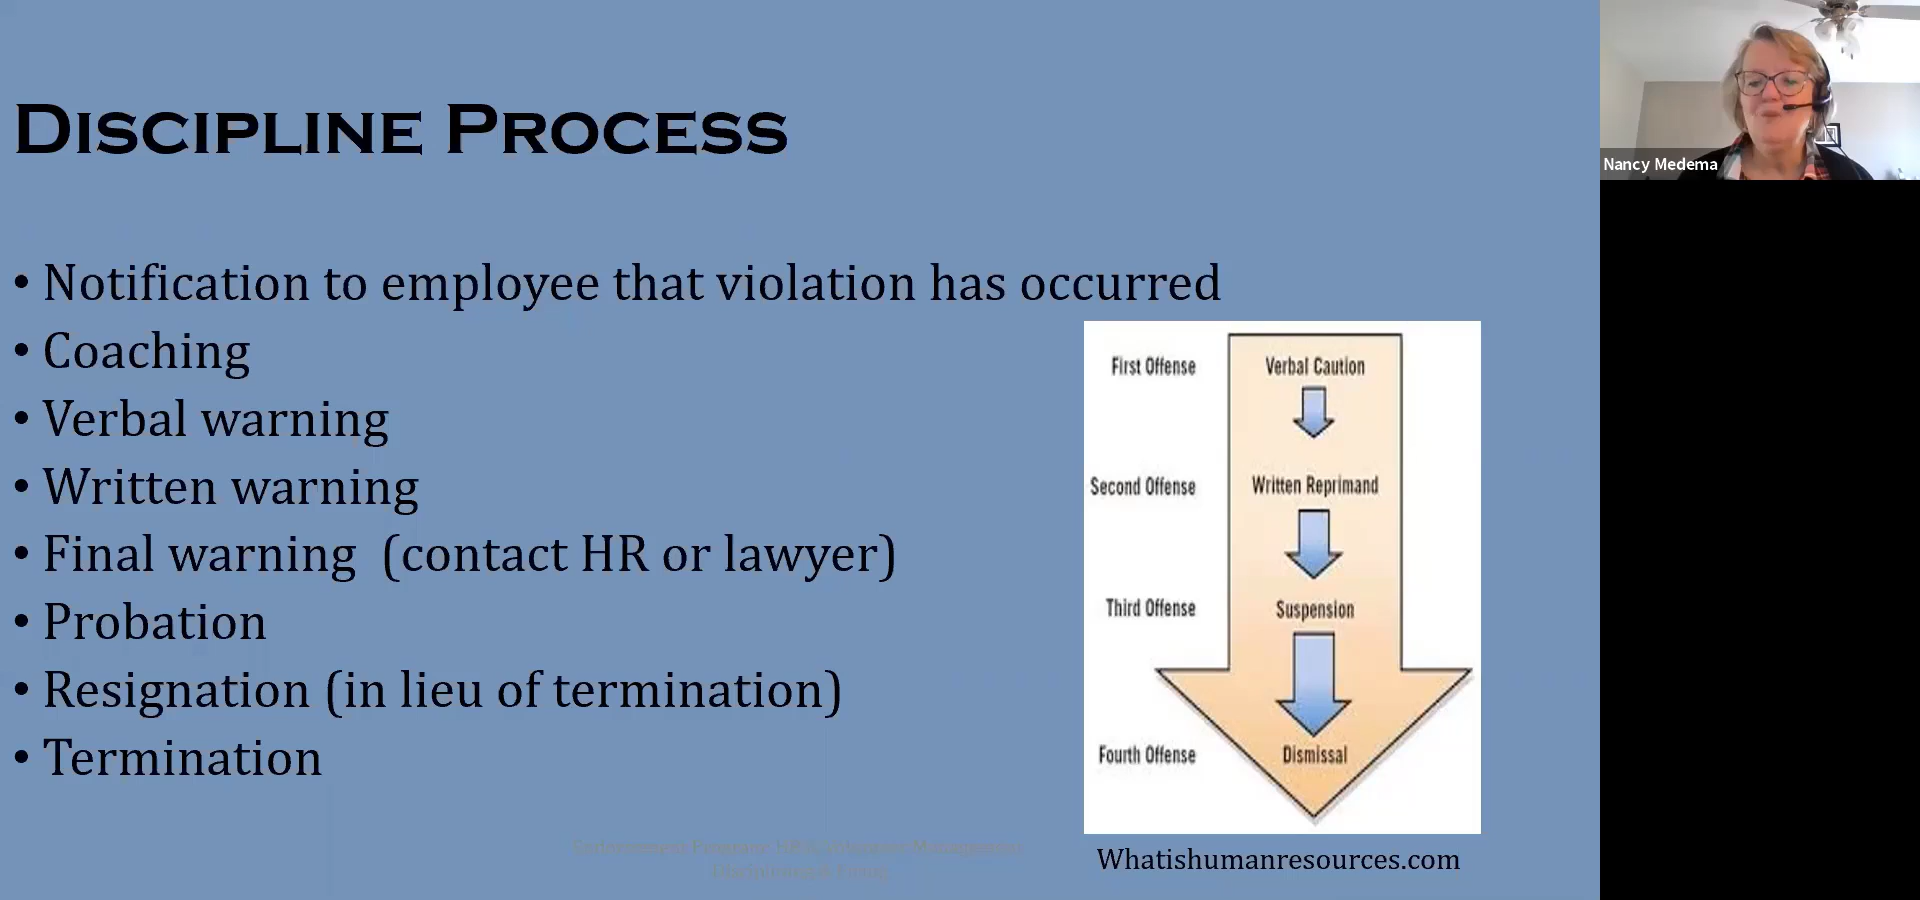 DISCIPLINE PROCESS
• Notification to employee that violation has occurred
• Coaching
• Verbal warning
• Written warning
• Final warning (contact HR or lawyer)
• Probation
• Resignation (in lieu of termination)
• Termination
First Offense
Verbal Caution
Second Offense
Written Reprimand
Third Offense
Suspension
Fourth Offense
Dismissal
Whatishumanresources.com
Nancy Medema